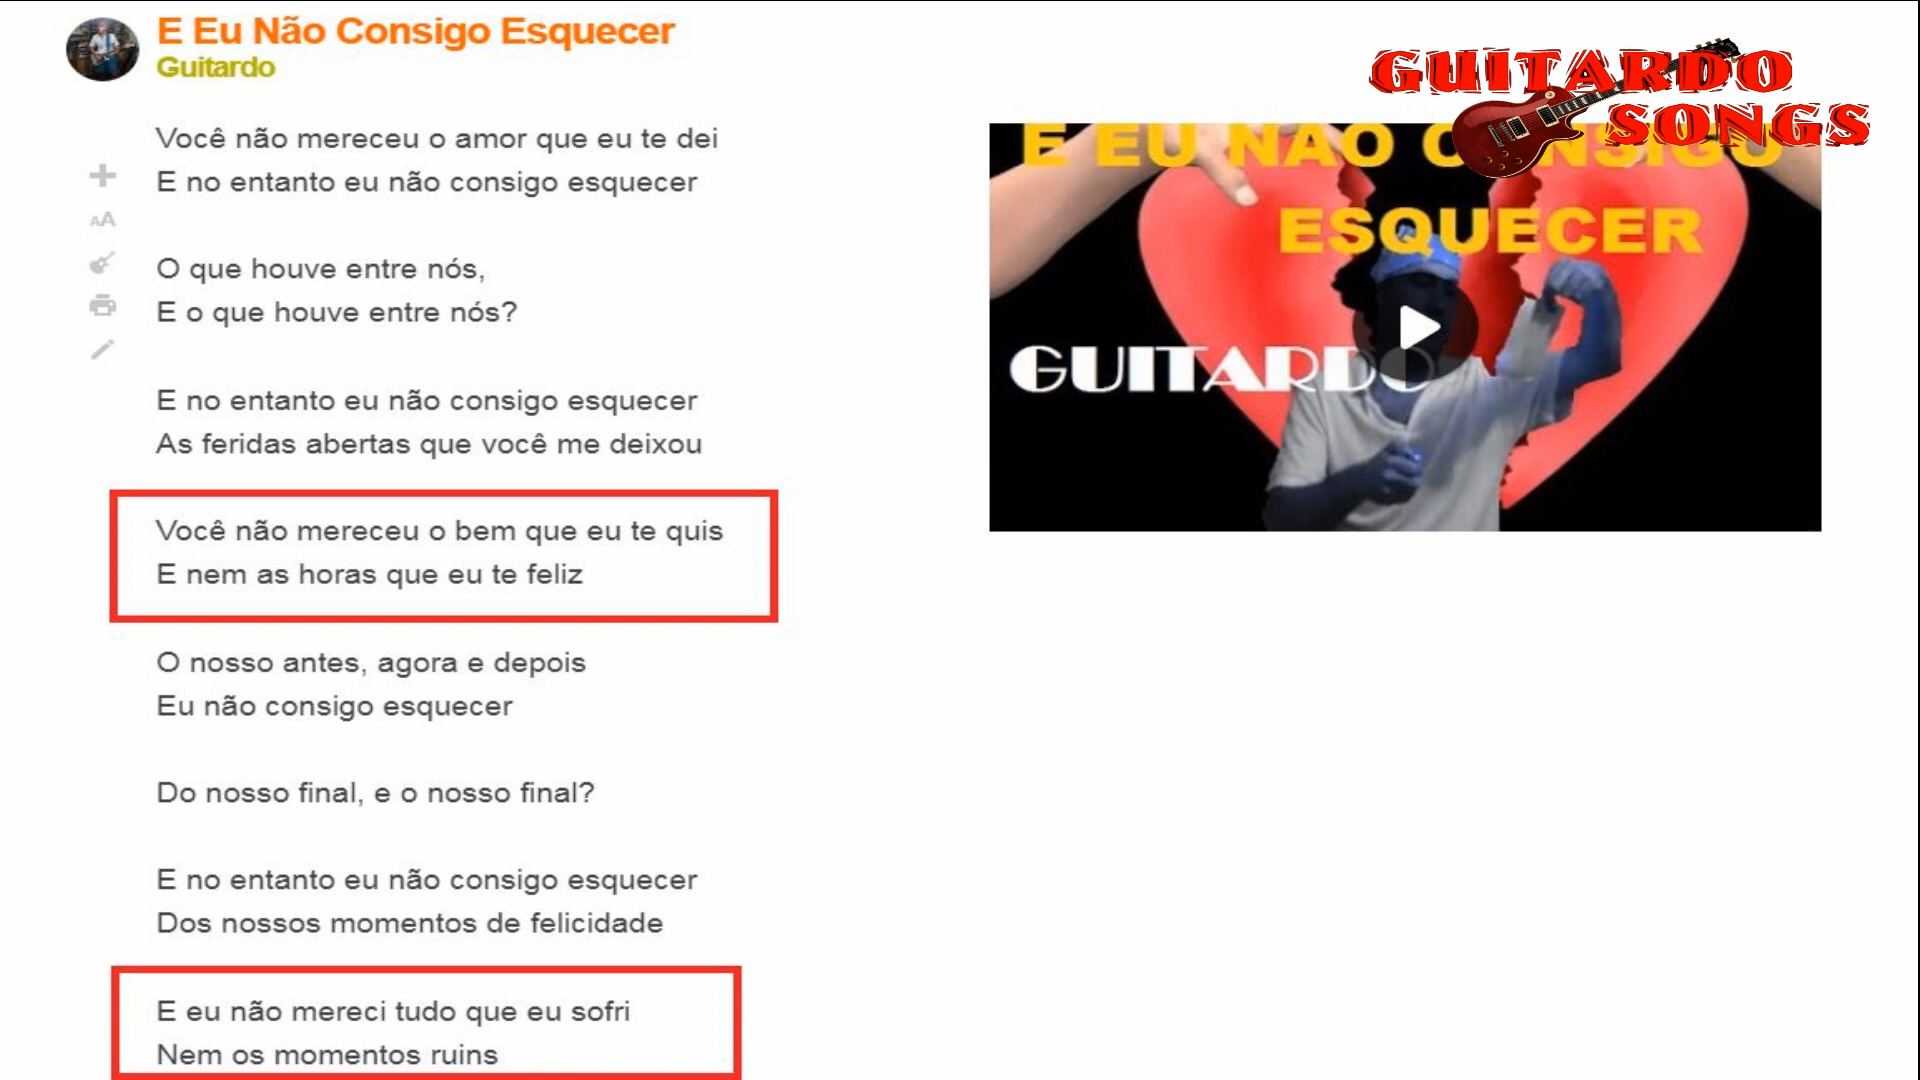 E Eu Não Consigo Esquecer
Guitardo
Você não mereceu o amor que eu te dei
E no entanto eu não consigo esquecer
O que houve entre nós,
E o que houve entre nós?
E no entanto eu não consigo esquecer
As feridas abertas que você me deixou
Você não mereceu o bem que eu te quis
E nem as horas que eu te feliz
O nosso antes, agora e depois
Eu não consigo esquecer
Do nosso final, e o nosso final?
E no entanto eu não consigo esquecer
Dos nossos momentos de felicidade
E eu não mereci tudo que eu sofri
Nem os momentos ruins
AA
GUITARDO
SONGS
E EU NÃO CONSIGO
ESQUECER
GUITARDO